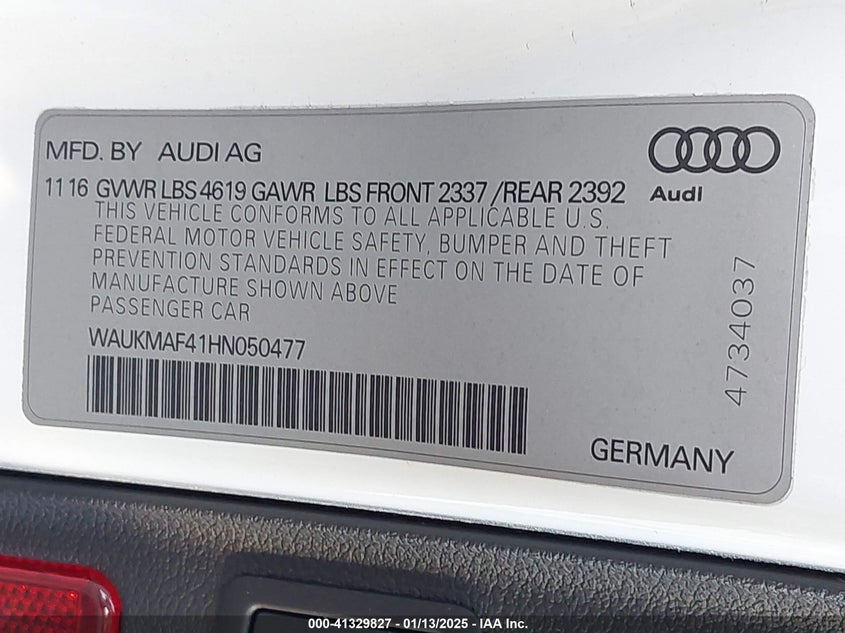 MFD. BY AUDI AG
11 16 GVWR LBS 4619 GAWR LBS FRONT 2337 / REAR 2392
Audi
THIS VEHICLE CONFORMS TO ALL APPLICABLE U.S.
FEDERAL MOTOR VEHICLE SAFETY, BUMPER AND THEFT
PREVENTION STANDARDS IN EFFECT ON THE DATE OF
MANUFACTURE SHOWN ABOVE
PASSENGER CAR
WAUKMAF41HN050477
4734037
GERMANY
000-41329827 - 01/13/2025 - IAA Inc.